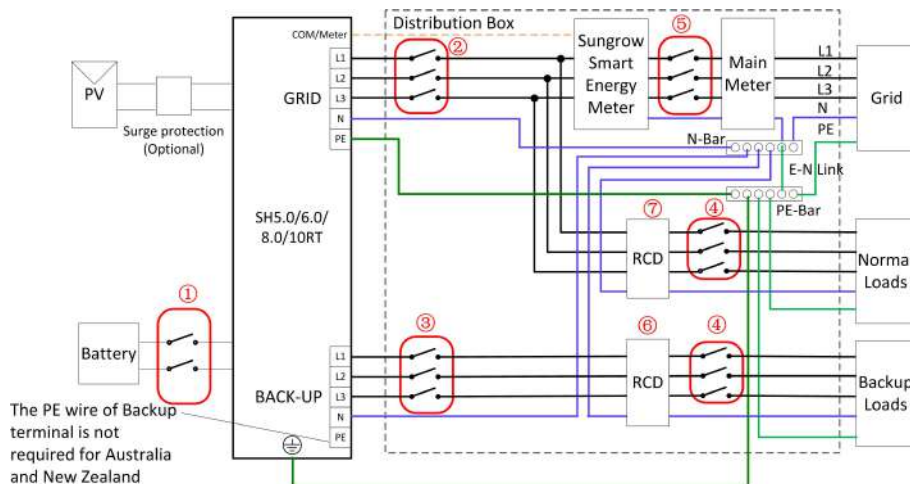 Distribution Box
COM/Meter
L1
L2
L3
N
PE
GRID
②
Sungrow
Smart
Energy
Meter
⑤
Main
Meter
L1
L2
L3
N
PE
Grid
PV
Surge protection
(Optional)
N-Bar
E-N Link
PE-Bar
SH5.0/6.0/
8.0/10RT
⑦
RCD
④
Normal
Loads
①
Battery
③
L1
L2
L3
N
PE
BACK-UP
⑥
RCD
④
Backup
Loads
The PE wire of Backup
terminal is not
required for Australia
and New Zealand